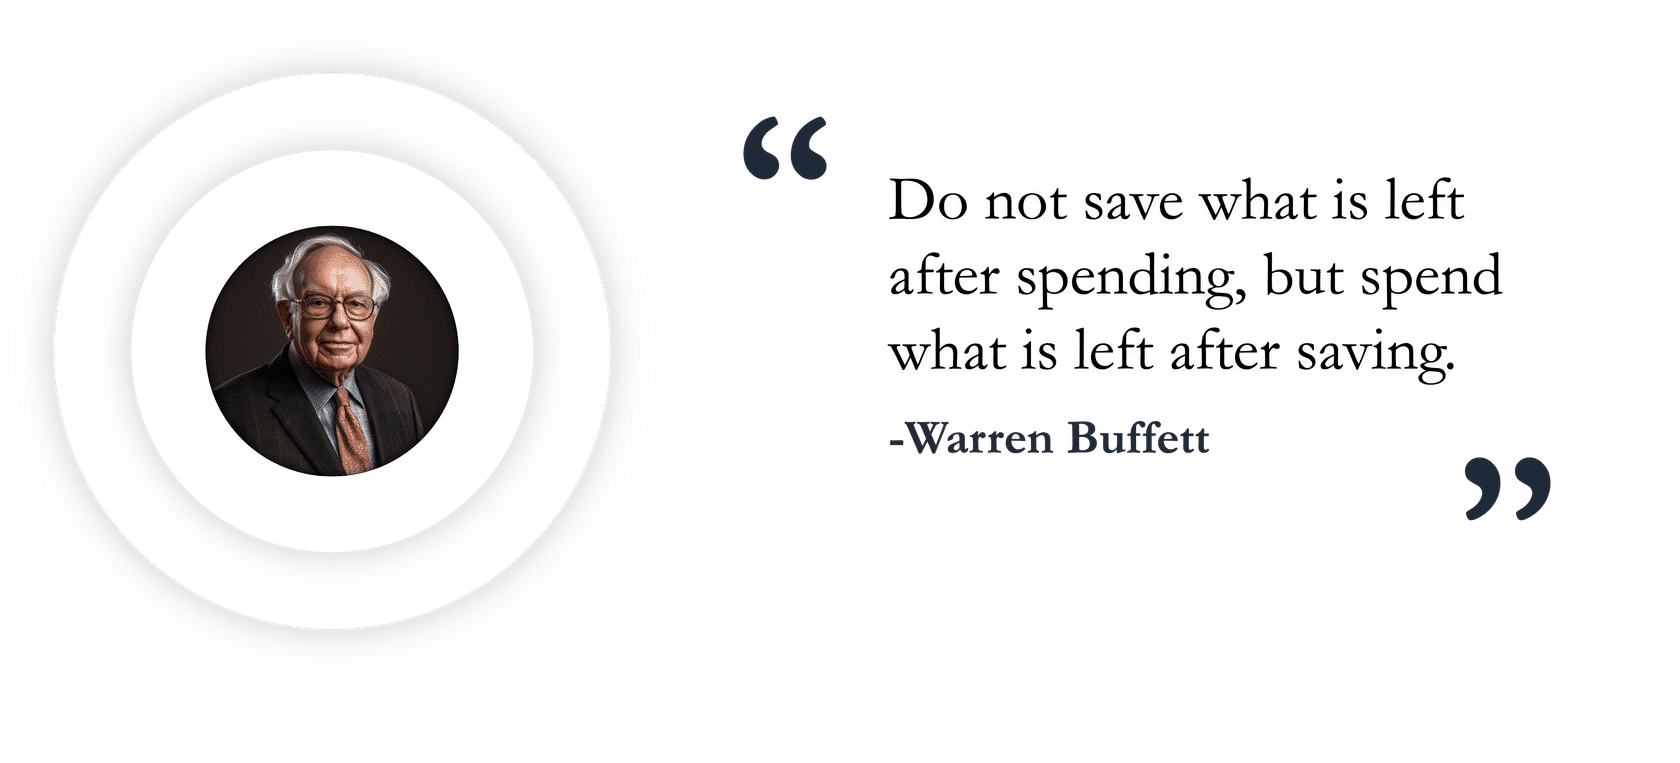 “
Do not save what is left
after spending, but spend
what is left after saving.
-Warren Buffett
”